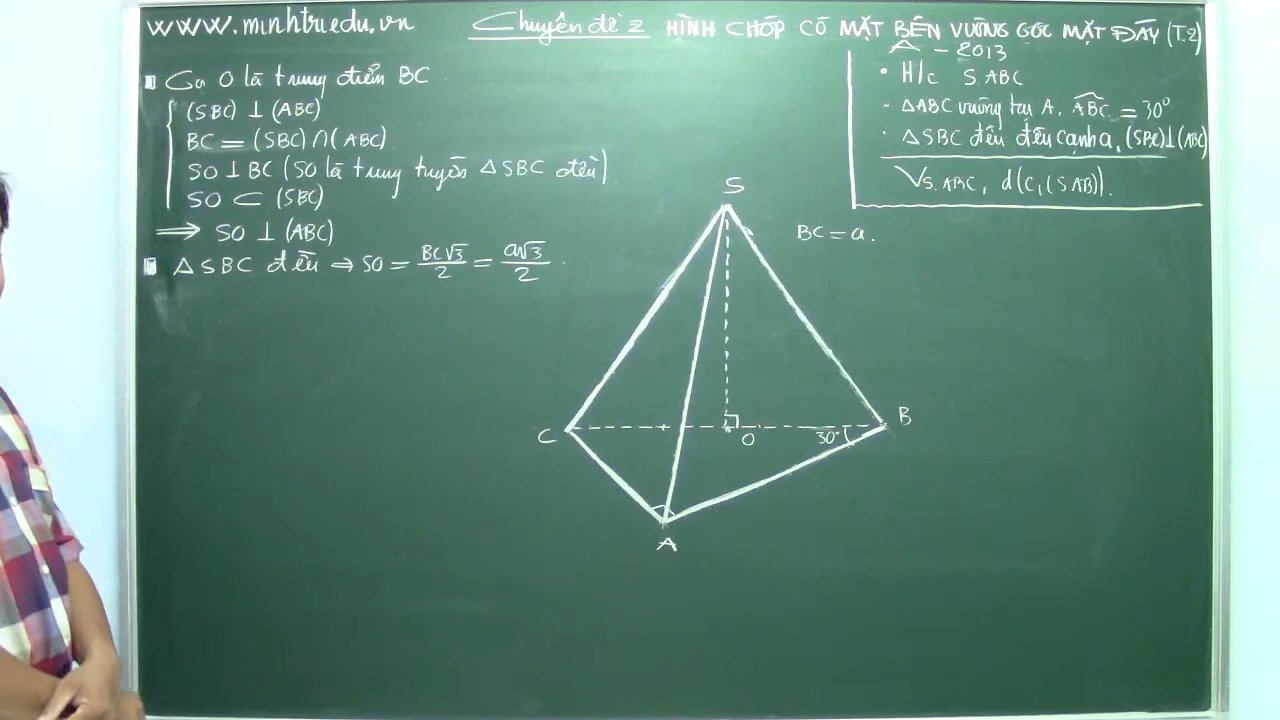 www.minhtriedu.vn
Chuyên đề 2 HÌNH CHÓP CÓ MẶT BÊN VUÔNG GÓC MẶT ĐÁY (T.2)
A - 2013
• H/c S.ABC
- ΔABC vuông tại A, ABC = 30°
• ΔSBC đều đều cạnh a, (SBC)⊥(ABC)
V S.ABC, d(C,(SAB)).
Gọi O là trung điểm BC
(SBC) ⊥ (ABC)
BC = (SBC) ∩ (ABC)
SO ⊥ BC (SO là trung tuyến ΔSBC đều)
SO ⊂ (SBC)
⟹ SO ⊥ (ABC)
ΔSBC đều ⇒ SO = BC√3/2 = a√3/2.
S
BC = a.
C
O
30°
B
A